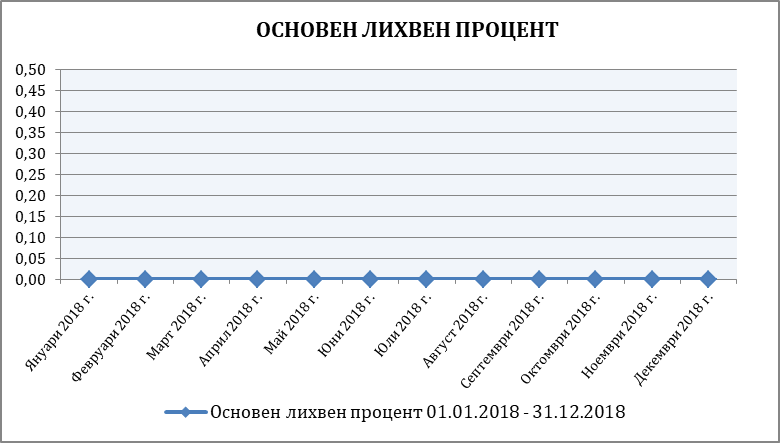 ОСНОВЕН ЛИХВЕН ПРОЦЕНТ
0,50
0,45
0,40
0,35
0,30
0,25
0,20
0,15
0,10
0,05
0,00
Януари 2018 г.
Февруари 2018 г.
Март 2018 г.
Април 2018 г.
Май 2018 г.
Юни 2018 г.
Юли 2018 г.
Август 2018 г.
Септември 2018 г.
Октомври 2018 г.
Ноември 2018 г.
Декември 2018 г.
Основен лихвен процент 01.01.2018 - 31.12.2018